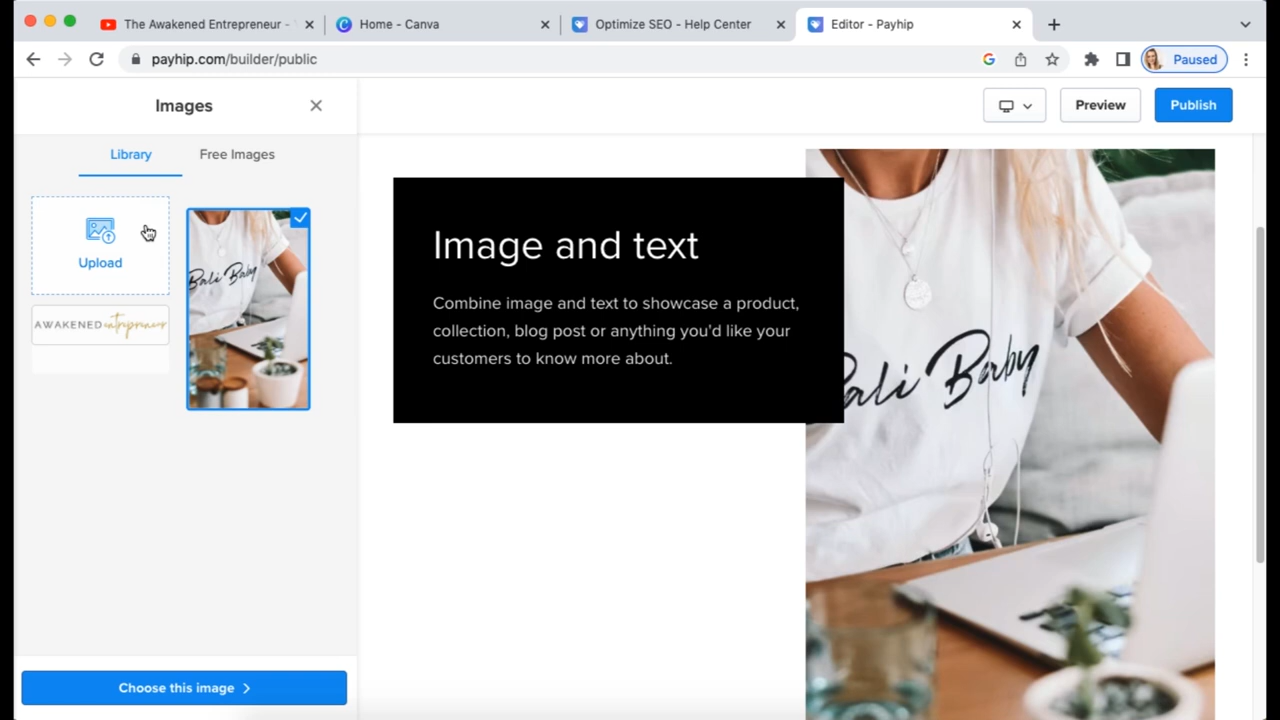 The Awakened Entrepreneur -
Home - Canva
Optimize SEO - Help Center
Editor - Payhip
payhip.com/builder/public
Paused
Images
Preview
Publish
Library
Free Images
Upload
AWAKENED entrepreneur
Bali Baby
Image and text
Combine image and text to showcase a product,
collection, blog post or anything you'd like your
customers to know more about.
Bali Baby
Choose this image